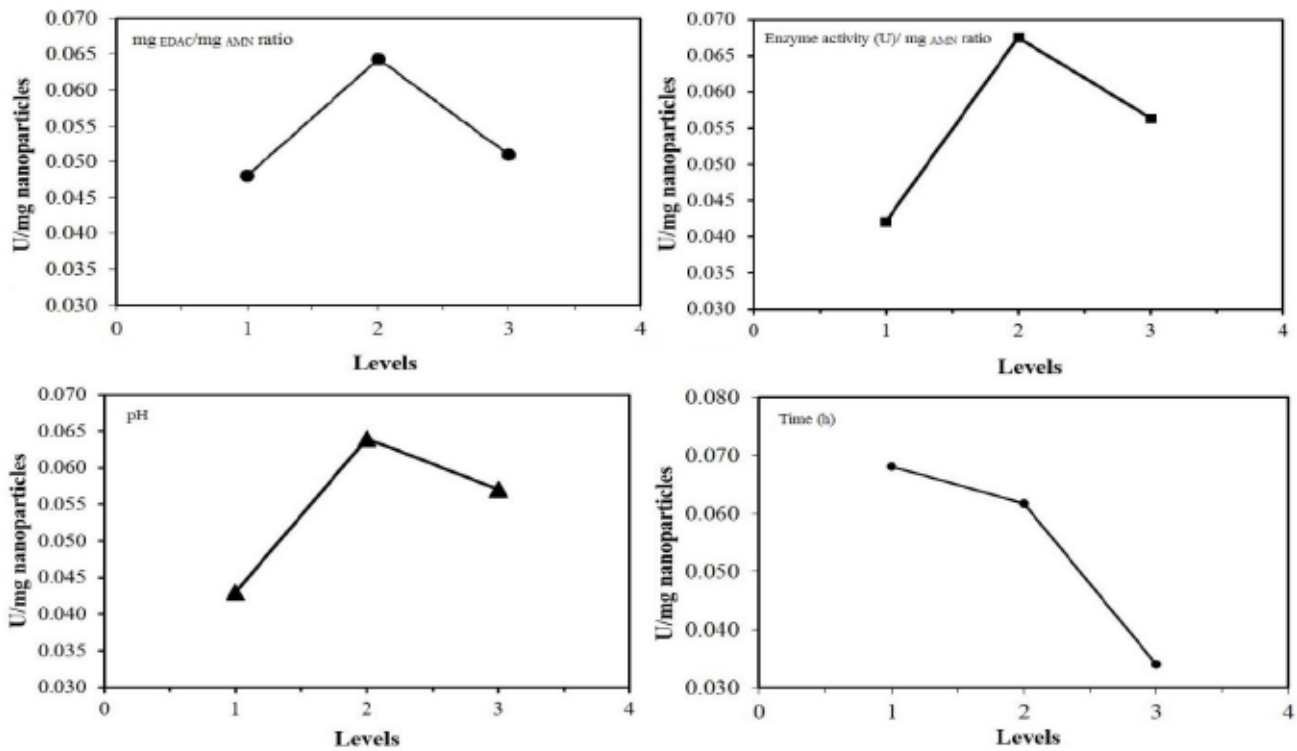 mg EDAC/mg AMN ratio
U/mg nanoparticles
0.070
0.065
0.060
0.055
0.050
0.045
0.040
0.035
0.030
0 1 2 3 4
Levels
Enzyme activity (U)/ mg AMN ratio
U/mg nanoparticles
0.070
0.065
0.060
0.055
0.050
0.045
0.040
0.035
0.030
0 1 2 3 4
Levels
pH
U/mg nanoparticles
0.070
0.065
0.060
0.055
0.050
0.045
0.040
0.035
0.030
0 1 2 3 4
Levels
Time (h)
U/mg nanoparticles
0.080
0.070
0.060
0.050
0.040
0.030
0 1 2 3 4
Levels